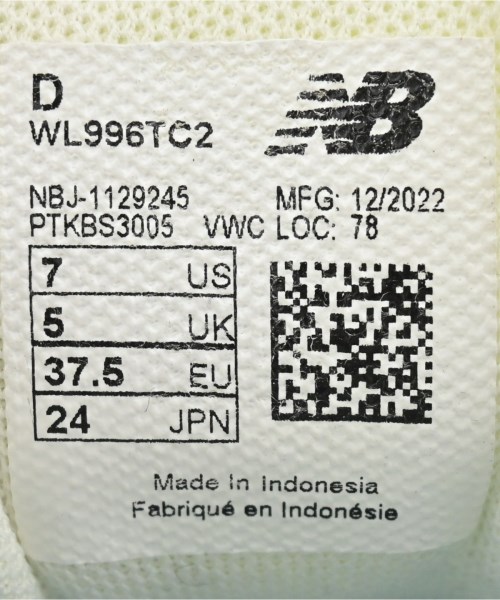 D
NB
WL996TC2
NBJ-1129245 MFG: 12/2022
PTKBS3005 VWC LOC: 78
7 US
5 UK
37.5 EU
24 JPN
Made In Indonesia
Fabriqué en Indonésie